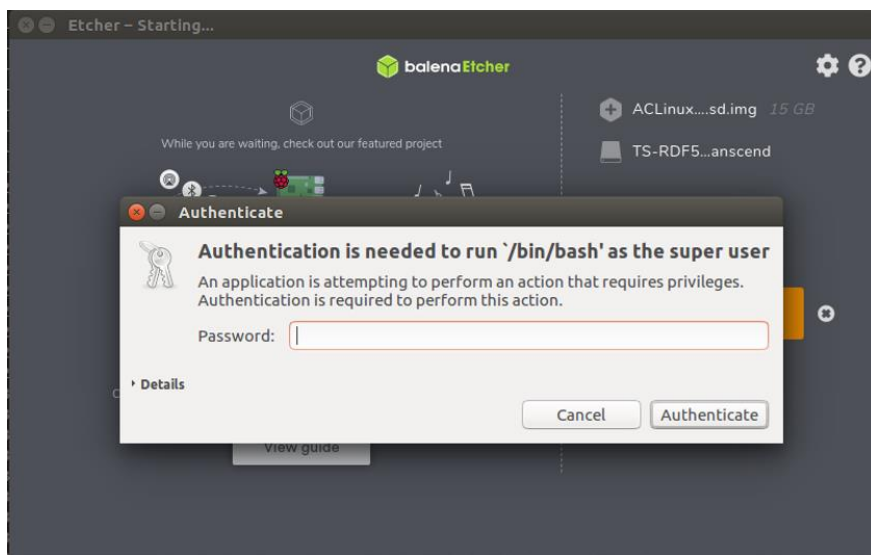 Etcher – Starting...
balenaEtcher
While you are waiting, check out our featured project
ACLinux....sd.img 15 GB
TS-RDF5...anscend
Authenticate
Authentication is needed to run `/bin/bash' as the super user
An application is attempting to perform an action that requires privileges.
Authentication is required to perform this action.
Password:
Details
Cancel
Authenticate
View guide